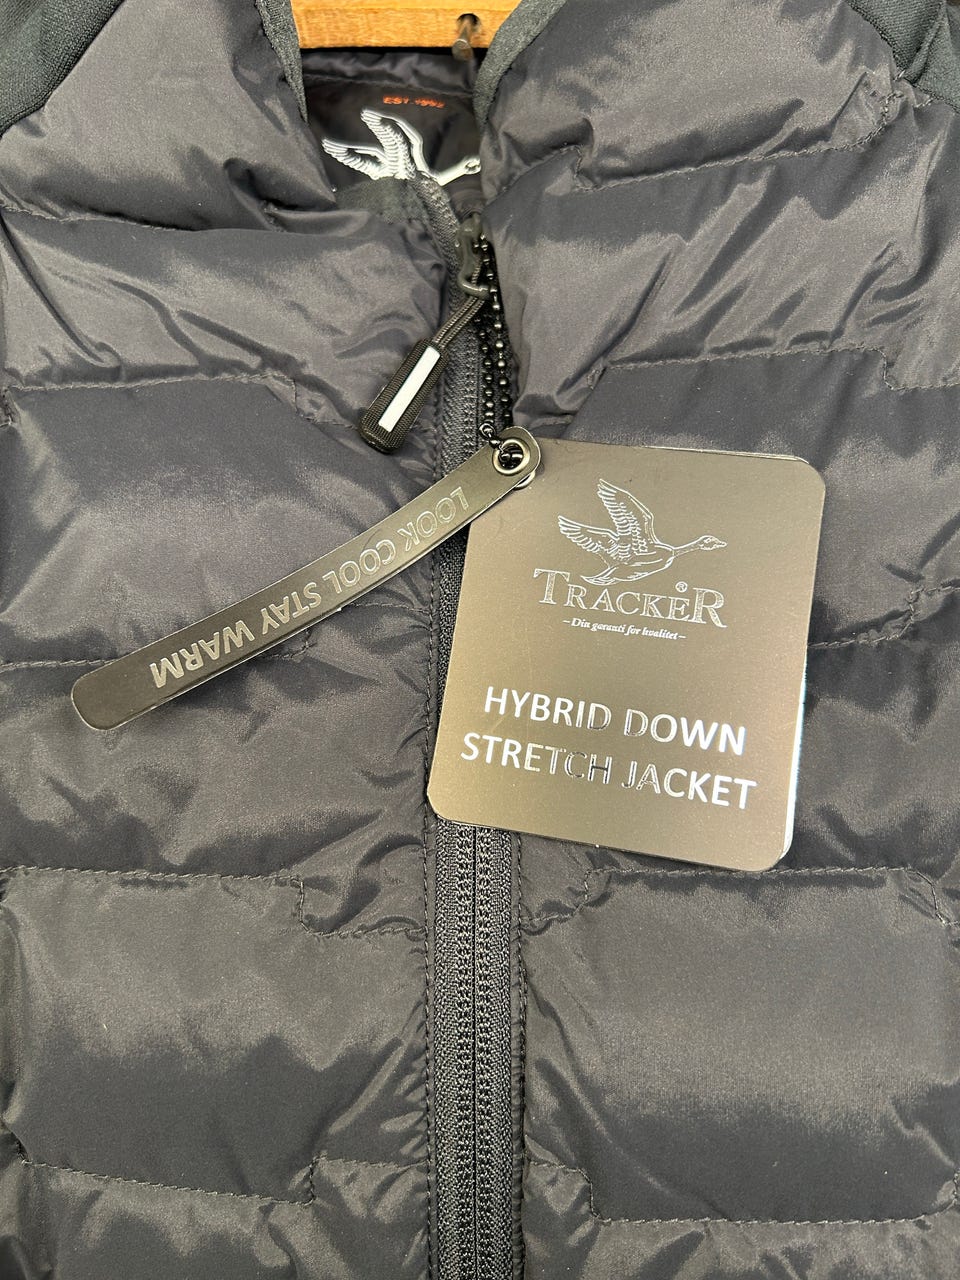 EST. 1992
LOOK COOL STAY WARM
TRACKER®
- Din garanti for kvalitet -
HYBRID DOWN
STRETCH JACKET